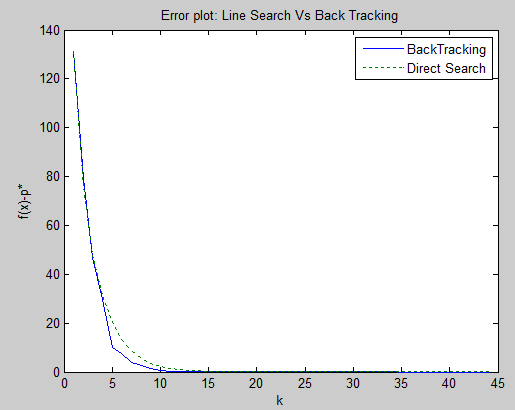 Error plot: Line Search Vs Back Tracking
BackTracking
Direct Search
140
120
100
80
60
40
20
0
f(x)-p*
0 5 10 15 20 25 30 35 40 45
k